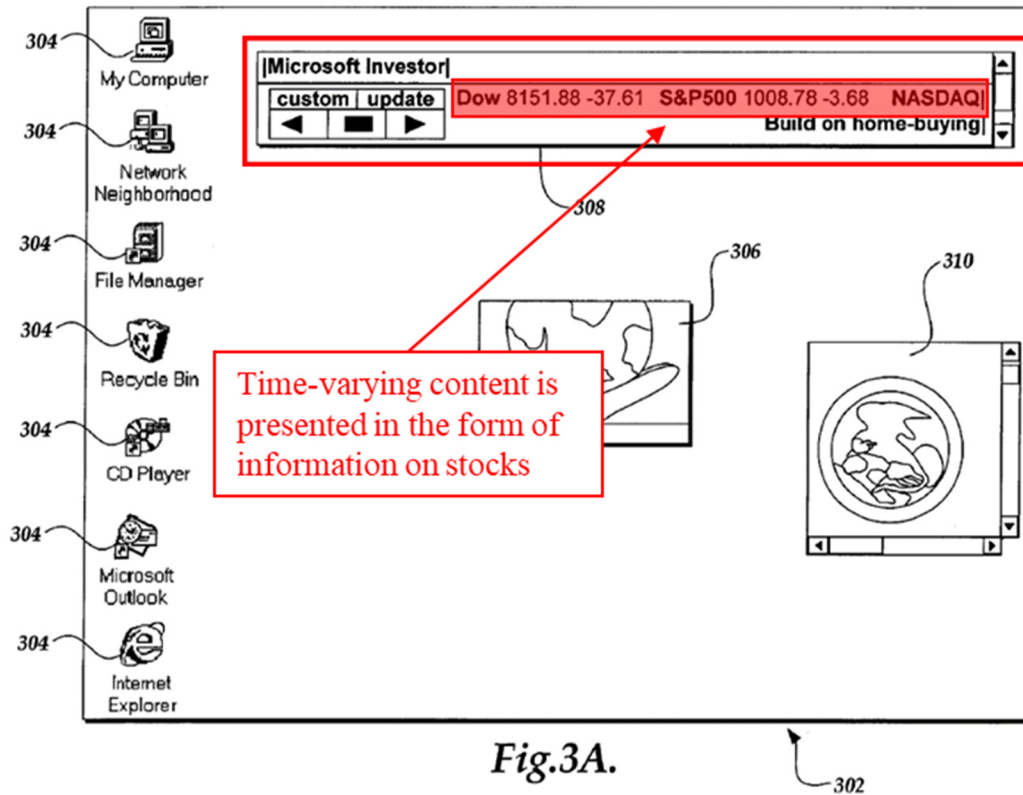 304
My Computer
304
Network
Neighborhood
304
File Manager
304
Recycle Bin
304
CD Player
304
Microsoft
Outlook
304
Internet
Explorer
|Microsoft Investor|
custom update
Dow 8151.88 -37.61 S&P500 1008.78 -3.68 NASDAQ|
Build on home-buying|
308
306
310
Time-varying content is
presented in the form of
information on stocks
Fig.3A.
302